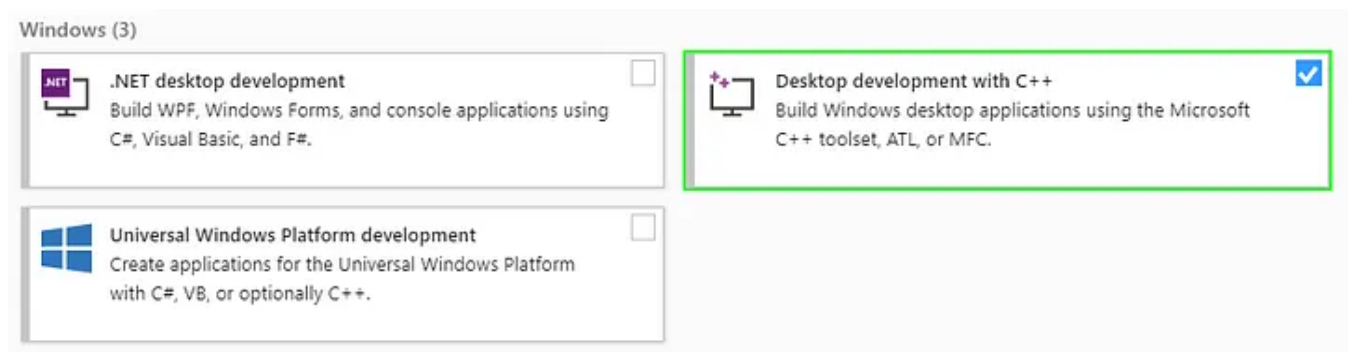 Windows (3)
.NET
.NET desktop development
Build WPF, Windows Forms, and console applications using
C#, Visual Basic, and F#.
Desktop development with C++
Build Windows desktop applications using the Microsoft
C++ toolset, ATL, or MFC.
Universal Windows Platform development
Create applications for the Universal Windows Platform
with C#, VB, or optionally C++.